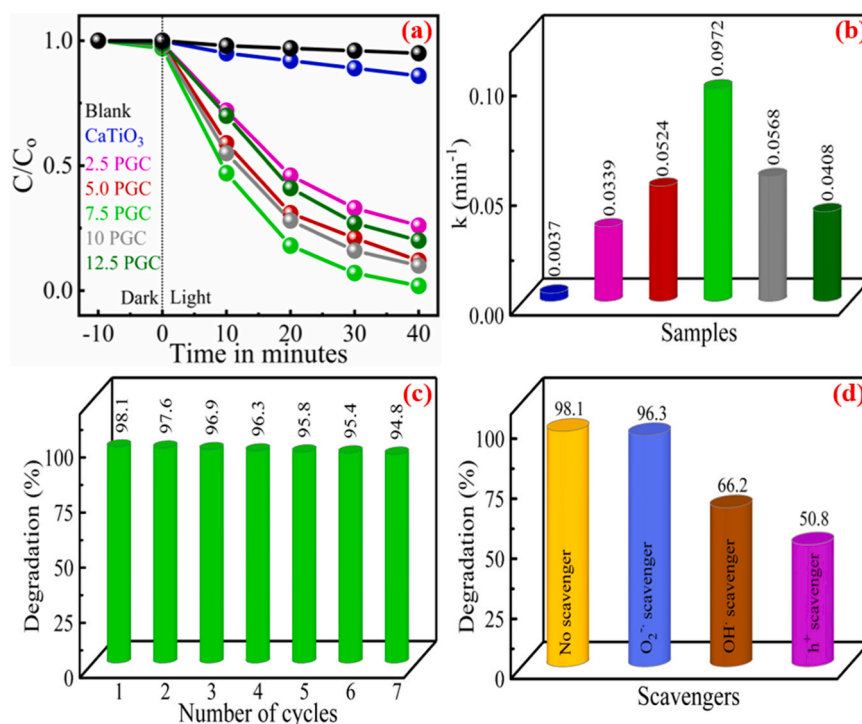 (a)
1.0
0.5
0.0
C/C₀
Blank
CaTiO₃
2.5 PGC
5.0 PGC
7.5 PGC
10 PGC
12.5 PGC
Dark
Light
-10 0 10 20 30 40
Time in minutes
(b)
0.10
0.05
0.00
k (min⁻¹)
0.0037
0.0339
0.0524
0.0972
0.0568
0.0408
Samples
(c)
100
75
50
25
0
Degradation (%)
98.1
97.6
96.9
96.3
95.8
95.4
94.8
1 2 3 4 5 6 7
Number of cycles
(d)
100
75
50
25
0
Degradation (%)
98.1
96.3
66.2
50.8
No scavenger
O₂⁻· scavenger
OH· scavenger
h⁺ scavenger
Scavengers